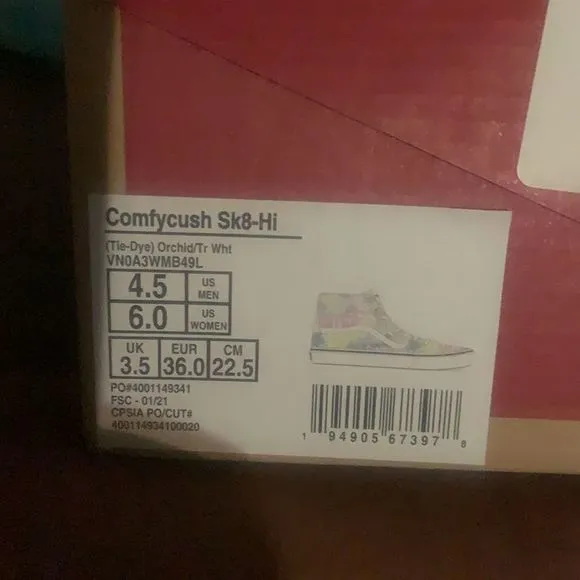 Comfycush Sk8-Hi
(Tie-Dye) Orchid/Tr Wht
VN0A3WMB49L
4.5 US MEN
6.0 US WOMEN
UK 3.5 EUR 36.0 CM 22.5
PO#4001149341
FSC - 01/21
CPSIA PO/CUT#
400114934100020
1 94905 67397 8